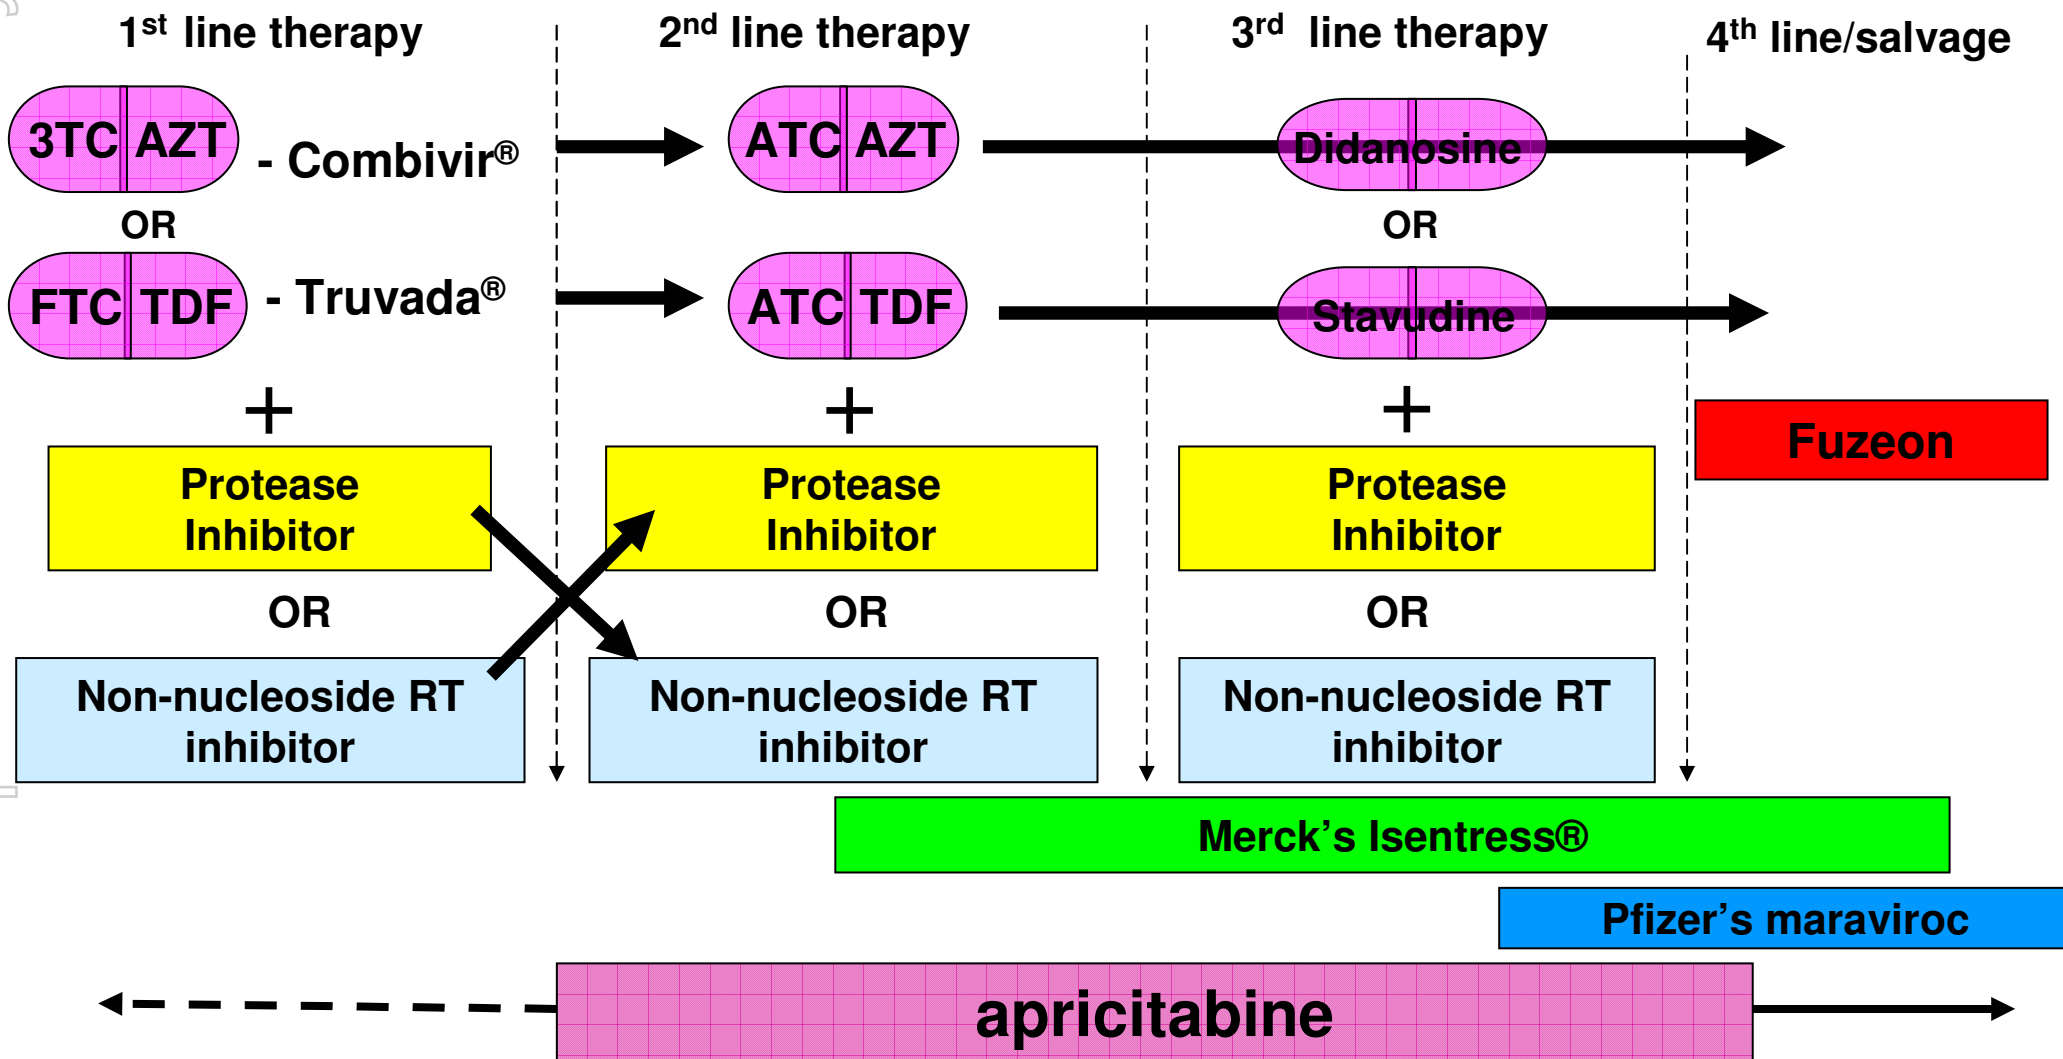 1st line therapy
2nd line therapy
3rd line therapy
4th line/salvage
3TC AZT - Combivir®
ATC AZT
Didanosine
OR
OR
FTC TDF - Truvada®
ATC TDF
Stavudine
+
+
+
Fuzeon
Protease
Inhibitor
Protease
Inhibitor
Protease
Inhibitor
OR
OR
OR
Non-nucleoside RT
inhibitor
Non-nucleoside RT
inhibitor
Non-nucleoside RT
inhibitor
Merck's Isentress®
Pfizer's maraviroc
apricitabine